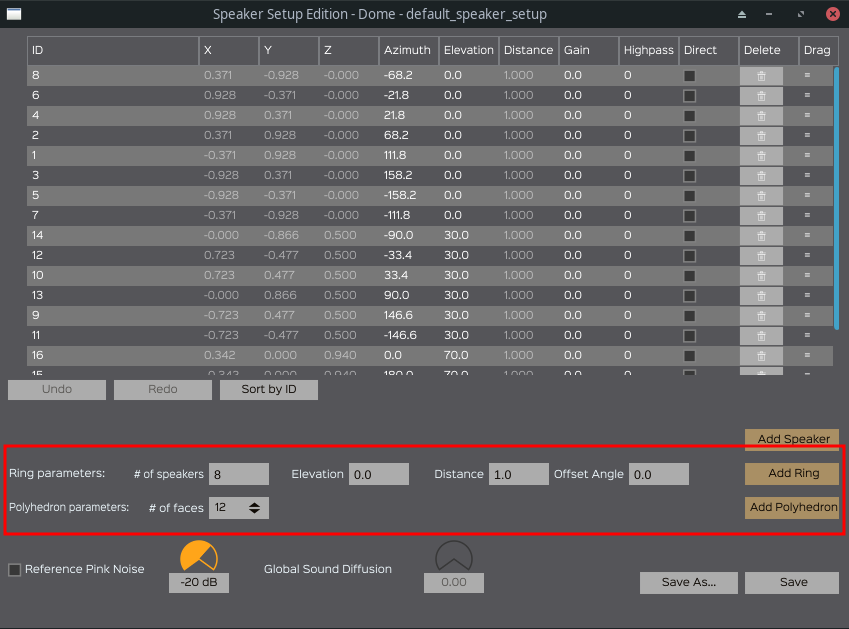 Speaker Setup Edition - Dome - default_speaker_setup
ID X Y Z Azimuth Elevation Distance Gain Highpass Direct Delete Drag
8 0.371 -0.928 -0.000 -68.2 0.0 1.000 0.0 0 =
6 0.928 -0.371 -0.000 -21.8 0.0 1.000 0.0 0 =
4 0.928 0.371 -0.000 21.8 0.0 1.000 0.0 0 =
2 0.371 0.928 -0.000 68.2 0.0 1.000 0.0 0 =
1 -0.371 0.928 -0.000 111.8 0.0 1.000 0.0 0 =
3 -0.928 0.371 -0.000 158.2 0.0 1.000 0.0 0 =
5 -0.928 -0.371 -0.000 -158.2 0.0 1.000 0.0 0 =
7 -0.371 -0.928 -0.000 -111.8 0.0 1.000 0.0 0 =
14 -0.000 -0.866 0.500 -90.0 30.0 1.000 0.0 0 =
12 0.723 -0.477 0.500 -33.4 30.0 1.000 0.0 0 =
10 0.723 0.477 0.500 33.4 30.0 1.000 0.0 0 =
13 -0.000 0.866 0.500 90.0 30.0 1.000 0.0 0 =
9 -0.723 0.477 0.500 146.6 30.0 1.000 0.0 0 =
11 -0.723 -0.477 0.500 -146.6 30.0 1.000 0.0 0 =
16 0.342 0.000 0.940 0.0 70.0 1.000 0.0 0 =
15 -0.342 0.000 0.940 180.0 70.0 1.000 0.0 0 =
Undo Redo Sort by ID
Add Speaker
Ring parameters: # of speakers 8 Elevation 0.0 Distance 1.0 Offset Angle 0.0 Add Ring
Polyhedron parameters: # of faces 12 Add Polyhedron
Reference Pink Noise -20 dB Global Sound Diffusion 0.00
Save As... Save